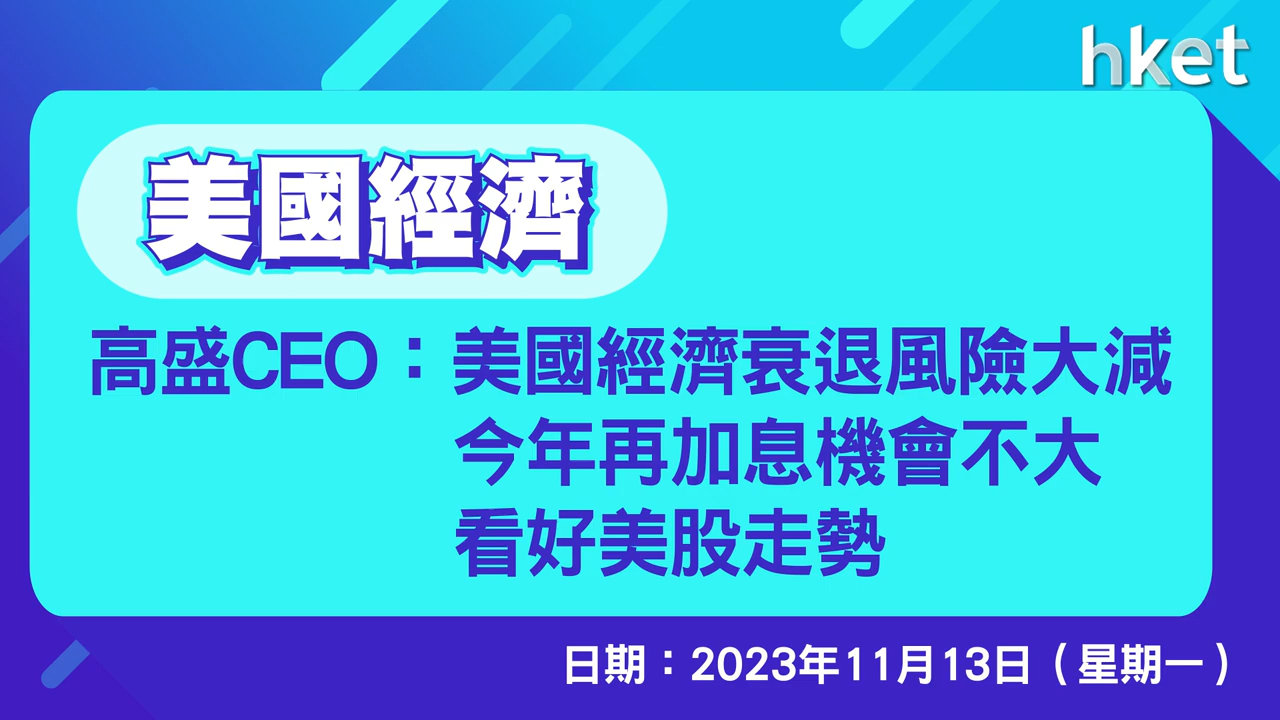 hket
美國經濟
高盛CEO：美國經濟衰退風險大減
今年再加息機會不大
看好美股走勢
日期：2023年11月13日（星期一）